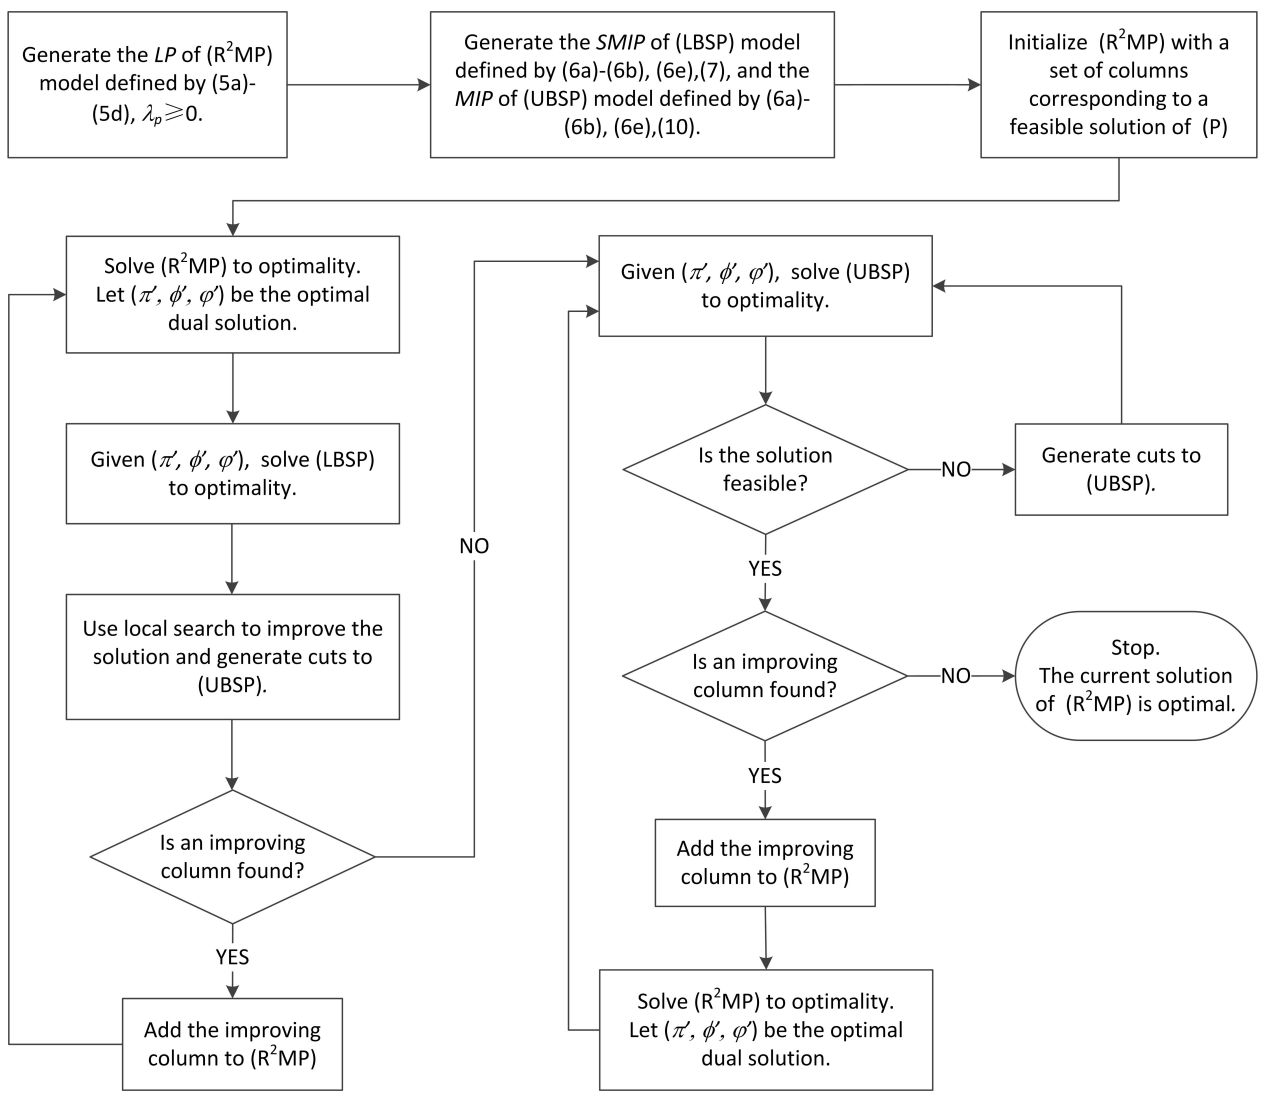 Generate the LP of (R²MP)
model defined by (5a)-
(5d), λp⩾0.
Generate the SMIP of (LBSP) model
defined by (6a)-(6b), (6e),(7), and the
MIP of (UBSP) model defined by (6a)-
(6b), (6e),(10).
Initialize (R²MP) with a
set of columns
corresponding to a
feasible solution of (P)
Solve (R²MP) to optimality.
Let (π′, ϕ′, φ′) be the optimal
dual solution.
Given (π′, ϕ′, φ′), solve (LBSP)
to optimality.
Use local search to improve the
solution and generate cuts to
(UBSP).
Is an improving
column found?
YES
Add the improving
column to (R²MP)
NO
Given (π′, ϕ′, φ′), solve (UBSP)
to optimality.
Is the solution
feasible?
NO
Generate cuts to
(UBSP).
YES
Is an improving
column found?
NO
Stop.
The current solution
of (R²MP) is optimal.
YES
Add the improving
column to (R²MP)
Solve (R²MP) to optimality.
Let (π′, ϕ′, φ′) be the optimal
dual solution.